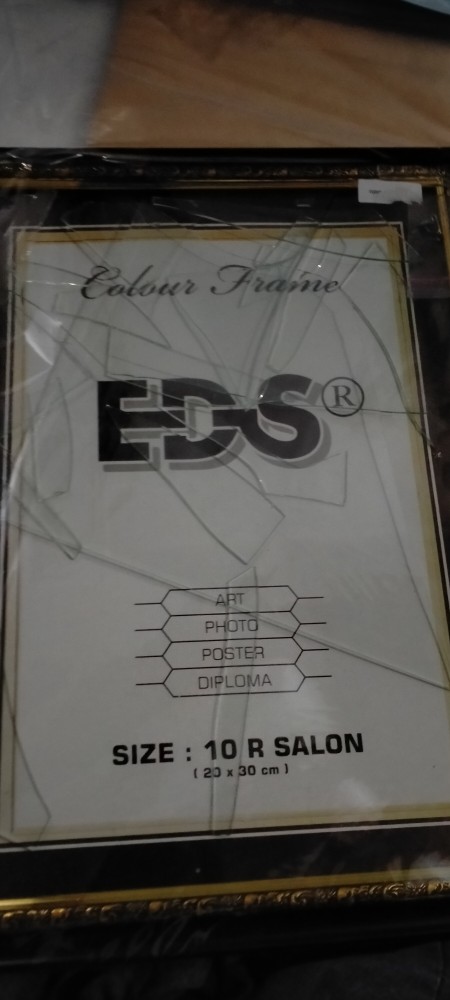 Colour Frame
EDS®
ART
PHOTO
POSTER
DIPLOMA
SIZE : 10 R SALON
( 20 x 30 cm )